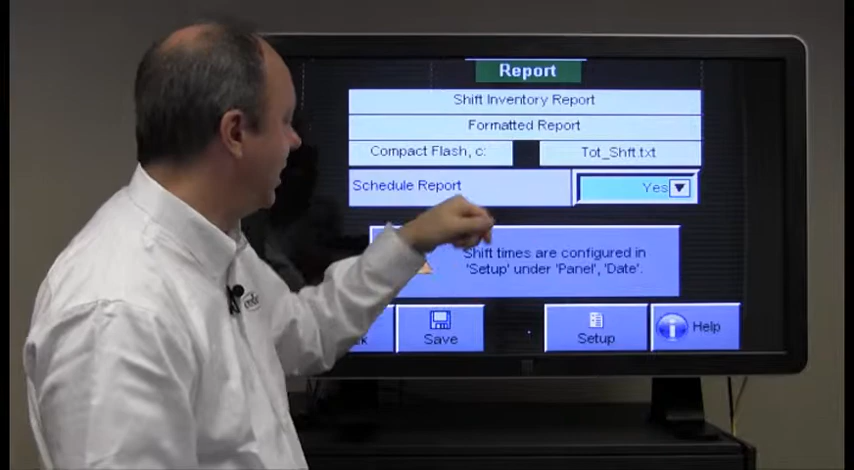 Report
Shift Inventory Report
Formatted Report
Compact Flash, c:
Tot_Shft.txt
Schedule Report
Yes
Shift times are configured in
'Setup' under 'Panel', 'Date'.
Save
Setup
Help